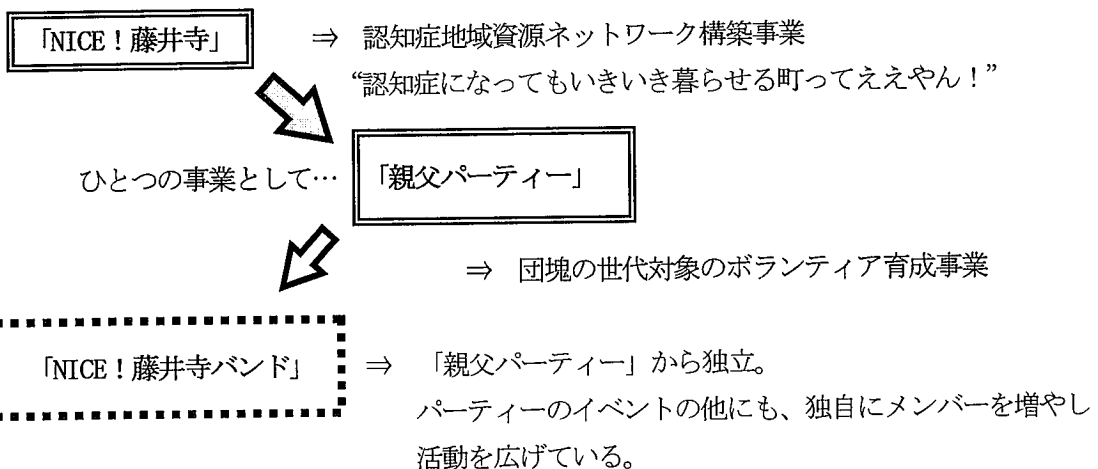 「NICE！藤井寺」 ⇒ 認知症地域資源ネットワーク構築事業
“認知症になってもいきいき暮らせる町ってええやん！”
ひとつの事業として… 「親父パーティー」
⇒ 団塊の世代対象のボランティア育成事業
「NICE！藤井寺バンド」 ⇒ 「親父パーティー」から独立。
パーティーのイベントの他にも、独自にメンバーを増やし
活動を広げている。